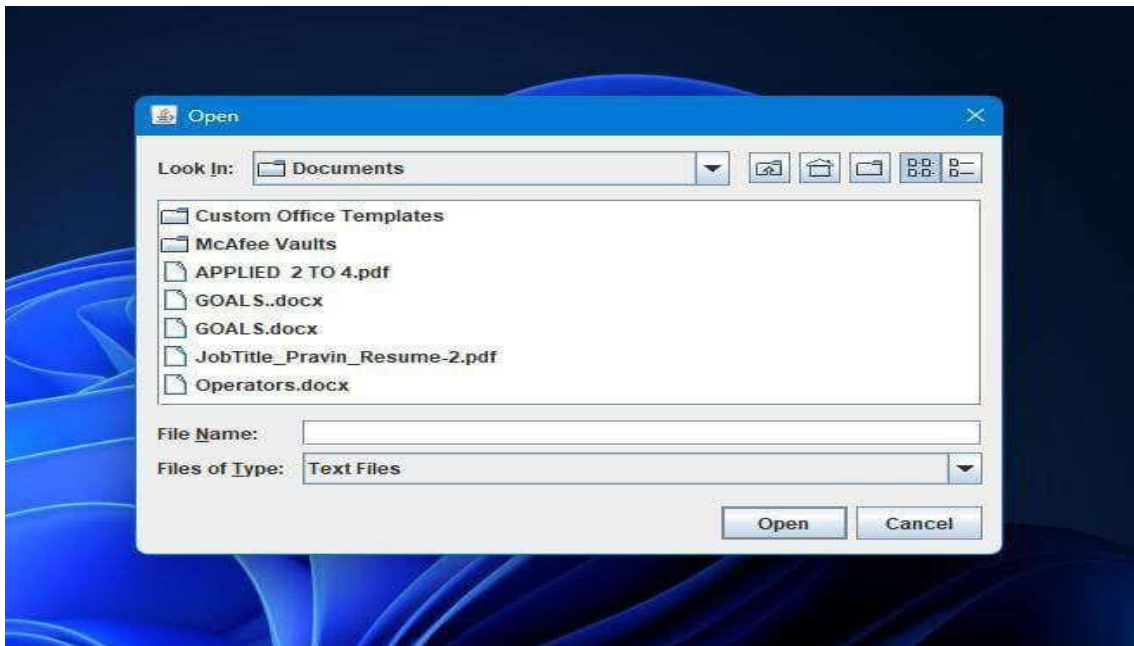 Open
Look In: Documents
Custom Office Templates
McAfee Vaults
APPLIED 2 TO 4.pdf
GOALS..docx
GOALS.docx
JobTitle_Pravin_Resume-2.pdf
Operators.docx
File Name:
Files of Type: Text Files
Open Cancel